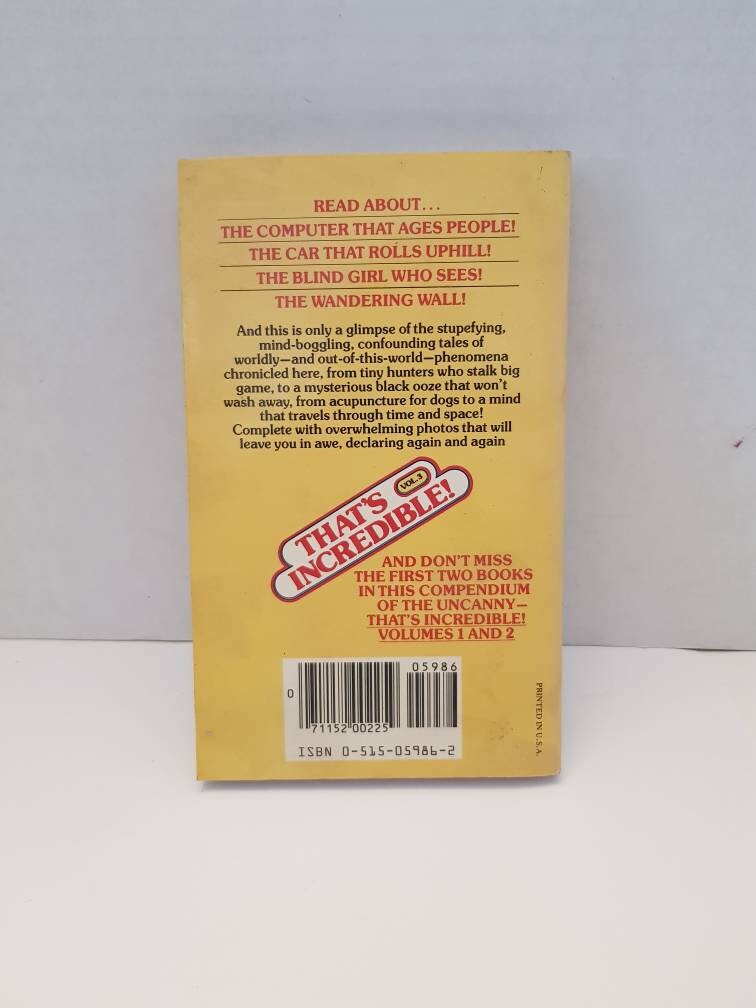 READ ABOUT...
THE COMPUTER THAT AGES PEOPLE!
THE CAR THAT ROLLS UPHILL!
THE BLIND GIRL WHO SEES!
THE WANDERING WALL!
And this is only a glimpse of the stupefying,
mind-boggling, confounding tales of
worldly—and out-of-this-world—phenomena
chronicled here, from tiny hunters who stalk big
game, to a mysterious black ooze that won't
wash away, from acupuncture for dogs to a mind
that travels through time and space!
Complete with overwhelming photos that will
leave you in awe, declaring again and again
VOL.3
THAT'S
INCREDIBLE!
AND DON'T MISS
THE FIRST TWO BOOKS
IN THIS COMPENDIUM
OF THE UNCANNY—
THAT'S INCREDIBLE!
VOLUMES 1 AND 2
05986
0
71152 00225
ISBN 0-515-05986-2
PRINTED IN U.S.A.